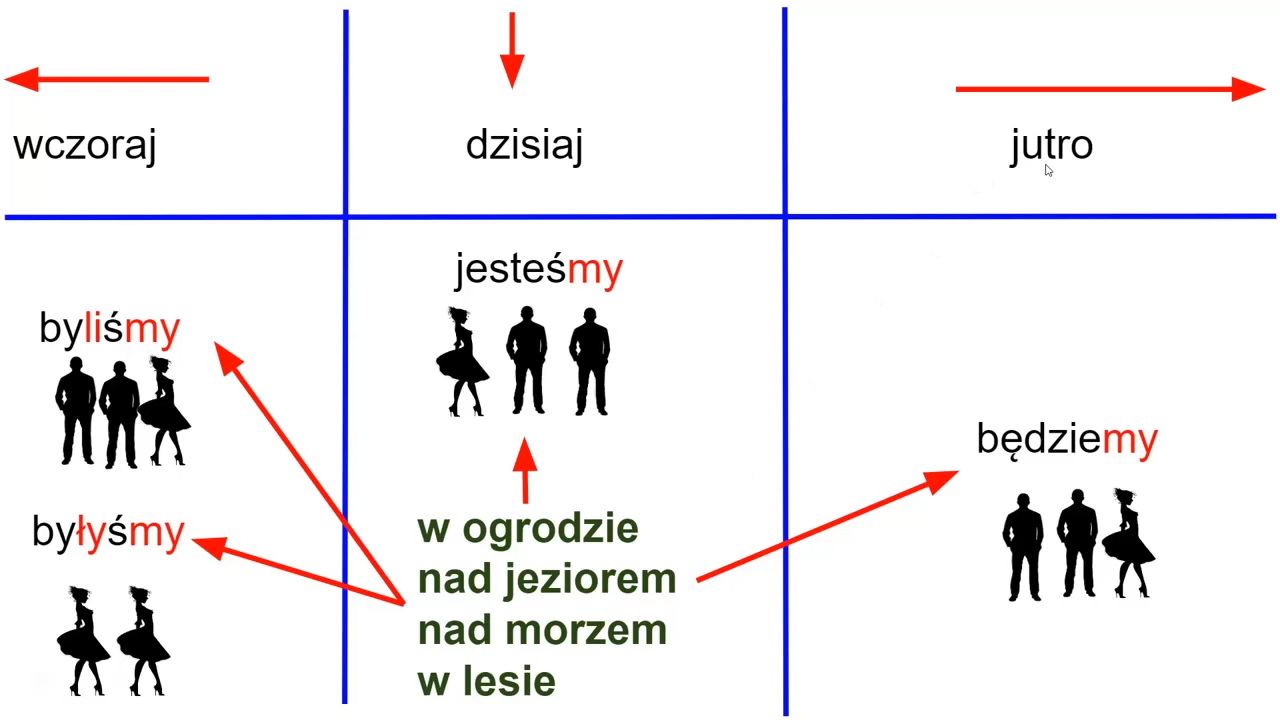 wczoraj
dzisiaj
jutro
byliśmy
byłyśmy
jesteśmy
w ogrodzie
nad jeziorem
nad morzem
w lesie
będziemy